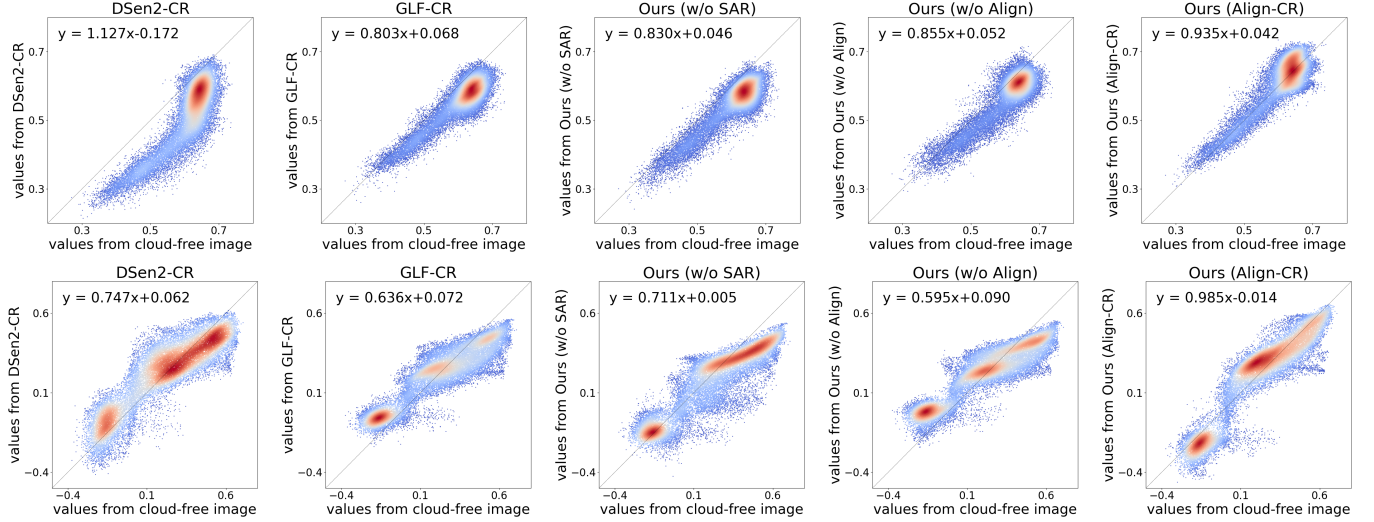 DSen2-CR
y = 1.127x-0.172
values from DSen2-CR
0.7
0.5
0.3
0.3
0.5
0.7
values from cloud-free image
GLF-CR
y = 0.803x+0.068
values from GLF-CR
0.7
0.5
0.3
0.3
0.5
0.7
values from cloud-free image
Ours (w/o SAR)
y = 0.830x+0.046
values from Ours (w/o SAR)
0.7
0.5
0.3
0.3
0.5
0.7
values from cloud-free image
Ours (w/o Align)
y = 0.855x+0.052
values from Ours (w/o Align)
0.7
0.5
0.3
0.3
0.5
0.7
values from cloud-free image
Ours (Align-CR)
y = 0.935x+0.042
values from Ours (Align-CR)
0.7
0.5
0.3
0.3
0.5
0.7
values from cloud-free image
DSen2-CR
y = 0.747x+0.062
values from DSen2-CR
0.6
0.1
−0.4
−0.4
0.1
0.6
values from cloud-free image
GLF-CR
y = 0.636x+0.072
values from GLF-CR
0.6
0.1
−0.4
−0.4
0.1
0.6
values from cloud-free image
Ours (w/o SAR)
y = 0.711x+0.005
values from Ours (w/o SAR)
0.6
0.1
−0.4
−0.4
0.1
0.6
values from cloud-free image
Ours (w/o Align)
y = 0.595x+0.090
values from Ours (w/o Align)
0.6
0.1
−0.4
−0.4
0.1
0.6
values from cloud-free image
Ours (Align-CR)
y = 0.985x-0.014
values from Ours (Align-CR)
0.6
0.1
−0.4
−0.4
0.1
0.6
values from cloud-free image